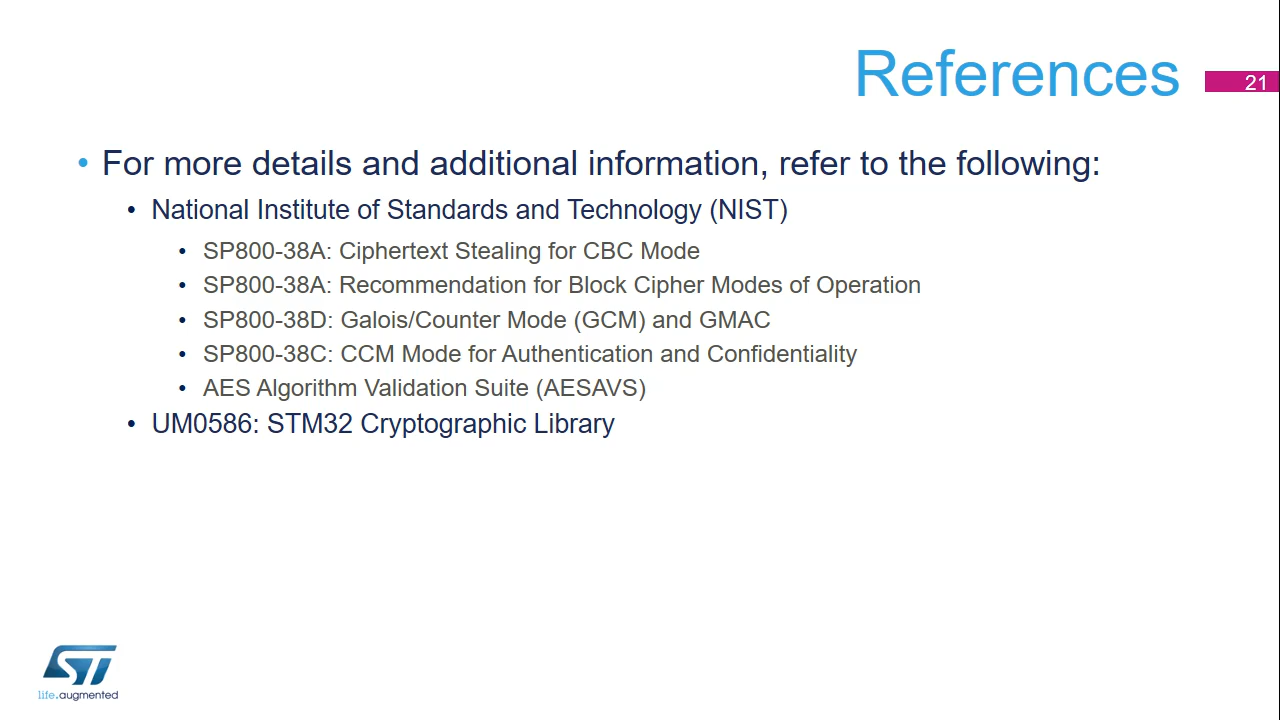 References
21
• For more details and additional information, refer to the following:
• National Institute of Standards and Technology (NIST)
• SP800-38A: Ciphertext Stealing for CBC Mode
• SP800-38A: Recommendation for Block Cipher Modes of Operation
• SP800-38D: Galois/Counter Mode (GCM) and GMAC
• SP800-38C: CCM Mode for Authentication and Confidentiality
• AES Algorithm Validation Suite (AESAVS)
• UM0586: STM32 Cryptographic Library
ST
life.augmented